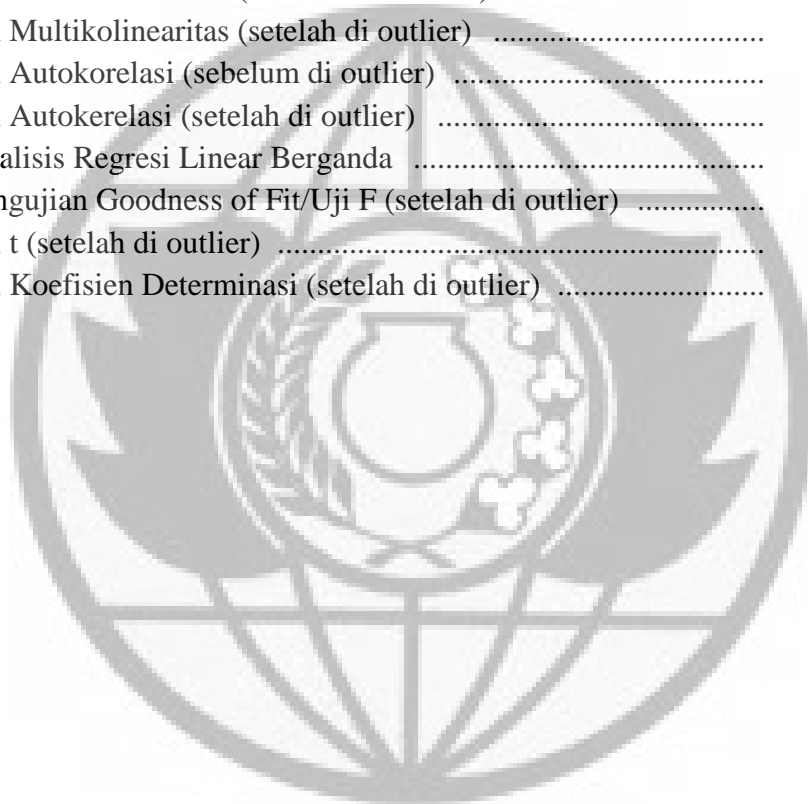 Multikolinearitas (setelah di outlier) ...................................
Autokorelasi (sebelum di outlier) ........................................
Autokerelasi (setelah di outlier) ..........................................
alisis Regresi Linear Berganda ..............................................
ngujian Goodness of Fit/Uji F (setelah di outlier) ................
t (setelah di outlier) ...............................................................
Koefisien Determinasi (setelah di outlier) ...........................